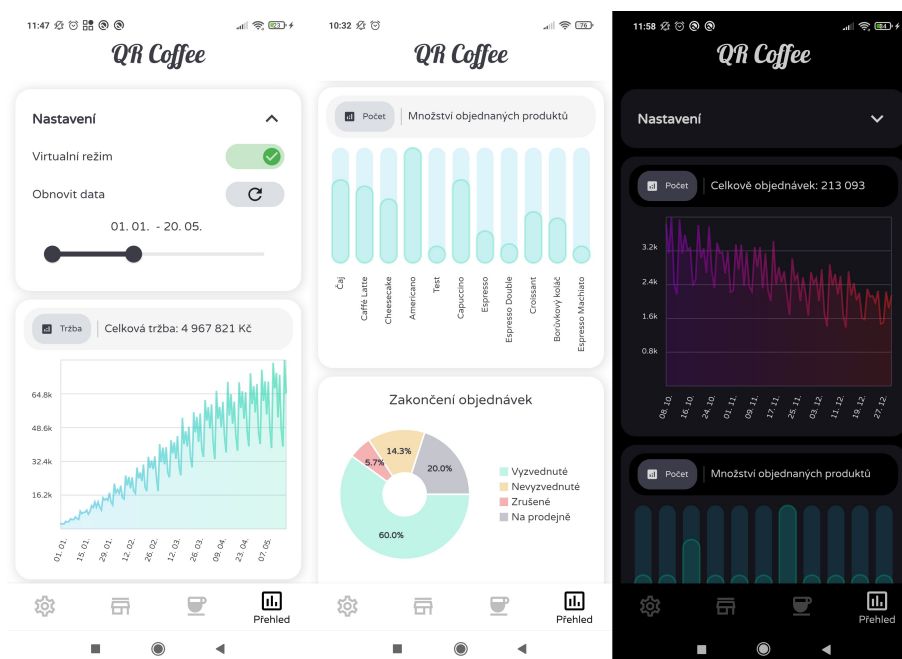 11:47
23
QR Coffee
Nastavení
Virtualní režim
Obnovit data
01. 01. - 20. 05.
Tržba
Celková tržba: 4 967 821 Kč
64.8k
48.6k
32.4k
16.2k
01. 01.
15. 01.
29. 01.
12. 02.
26. 02.
12. 03.
26. 03.
09. 04.
23. 04.
07. 05.
Přehled
10:32
76
QR Coffee
Počet
Množství objednaných produktů
Čaj
Caffé Latte
Cheesecake
Americano
Test
Capuccino
Espresso
Espresso Double
Croissant
Borůvkový koláč
Espresso Machiato
Zakončení objednávek
14.3%
5.7%
20.0%
60.0%
Vyzvednuté
Nevyzvednuté
Zrušené
Na prodejně
Přehled
11:58
QR Coffee
Nastavení
Počet
Celkově objednávek: 213 093
3.2k
2.4k
1.6k
0.8k
08. 10.
16. 10.
24. 10.
01. 11.
09. 11.
17. 11.
25. 11.
03. 12.
11. 12.
19. 12.
27. 12.
Počet
Množství objednaných produktů
Přehled